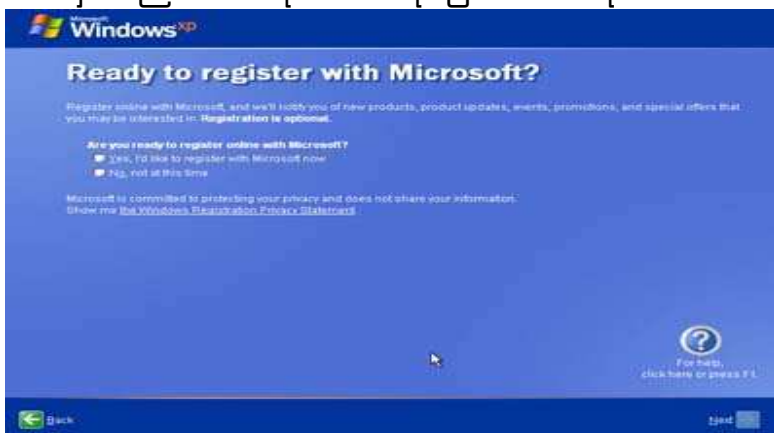 Microsoft
Windows xp
Ready to register with Microsoft?
Register online with Microsoft, and we'll notify you of new products, product updates, events, promotions, and special offers that
you may be interested in. Registration is optional.
Are you ready to register online with Microsoft?
Yes, I'd like to register with Microsoft now
No, not at this time
Microsoft is committed to protecting your privacy and does not share your information.
Show me the Windows Registration Privacy Statement
For help,
click here or press F1
Back
Next